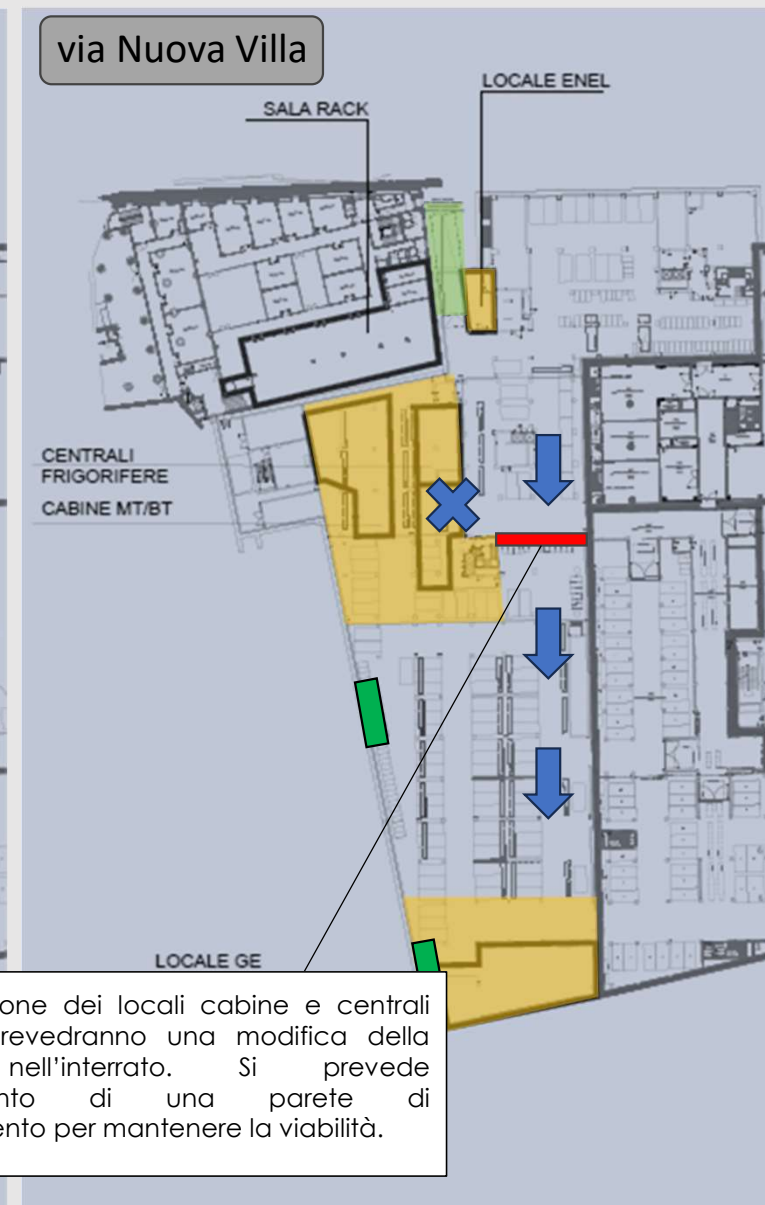 via Nuova Villa
LOCALE ENEL
SALA RACK
CENTRALI
FRIGORIFERE
CABINE MT/BT
LOCALE GE
one dei locali cabine e centrali
revedranno una modifica della
nell’interrato. Si prevede
nto di una parete di
ento per mantenere la viabilità.